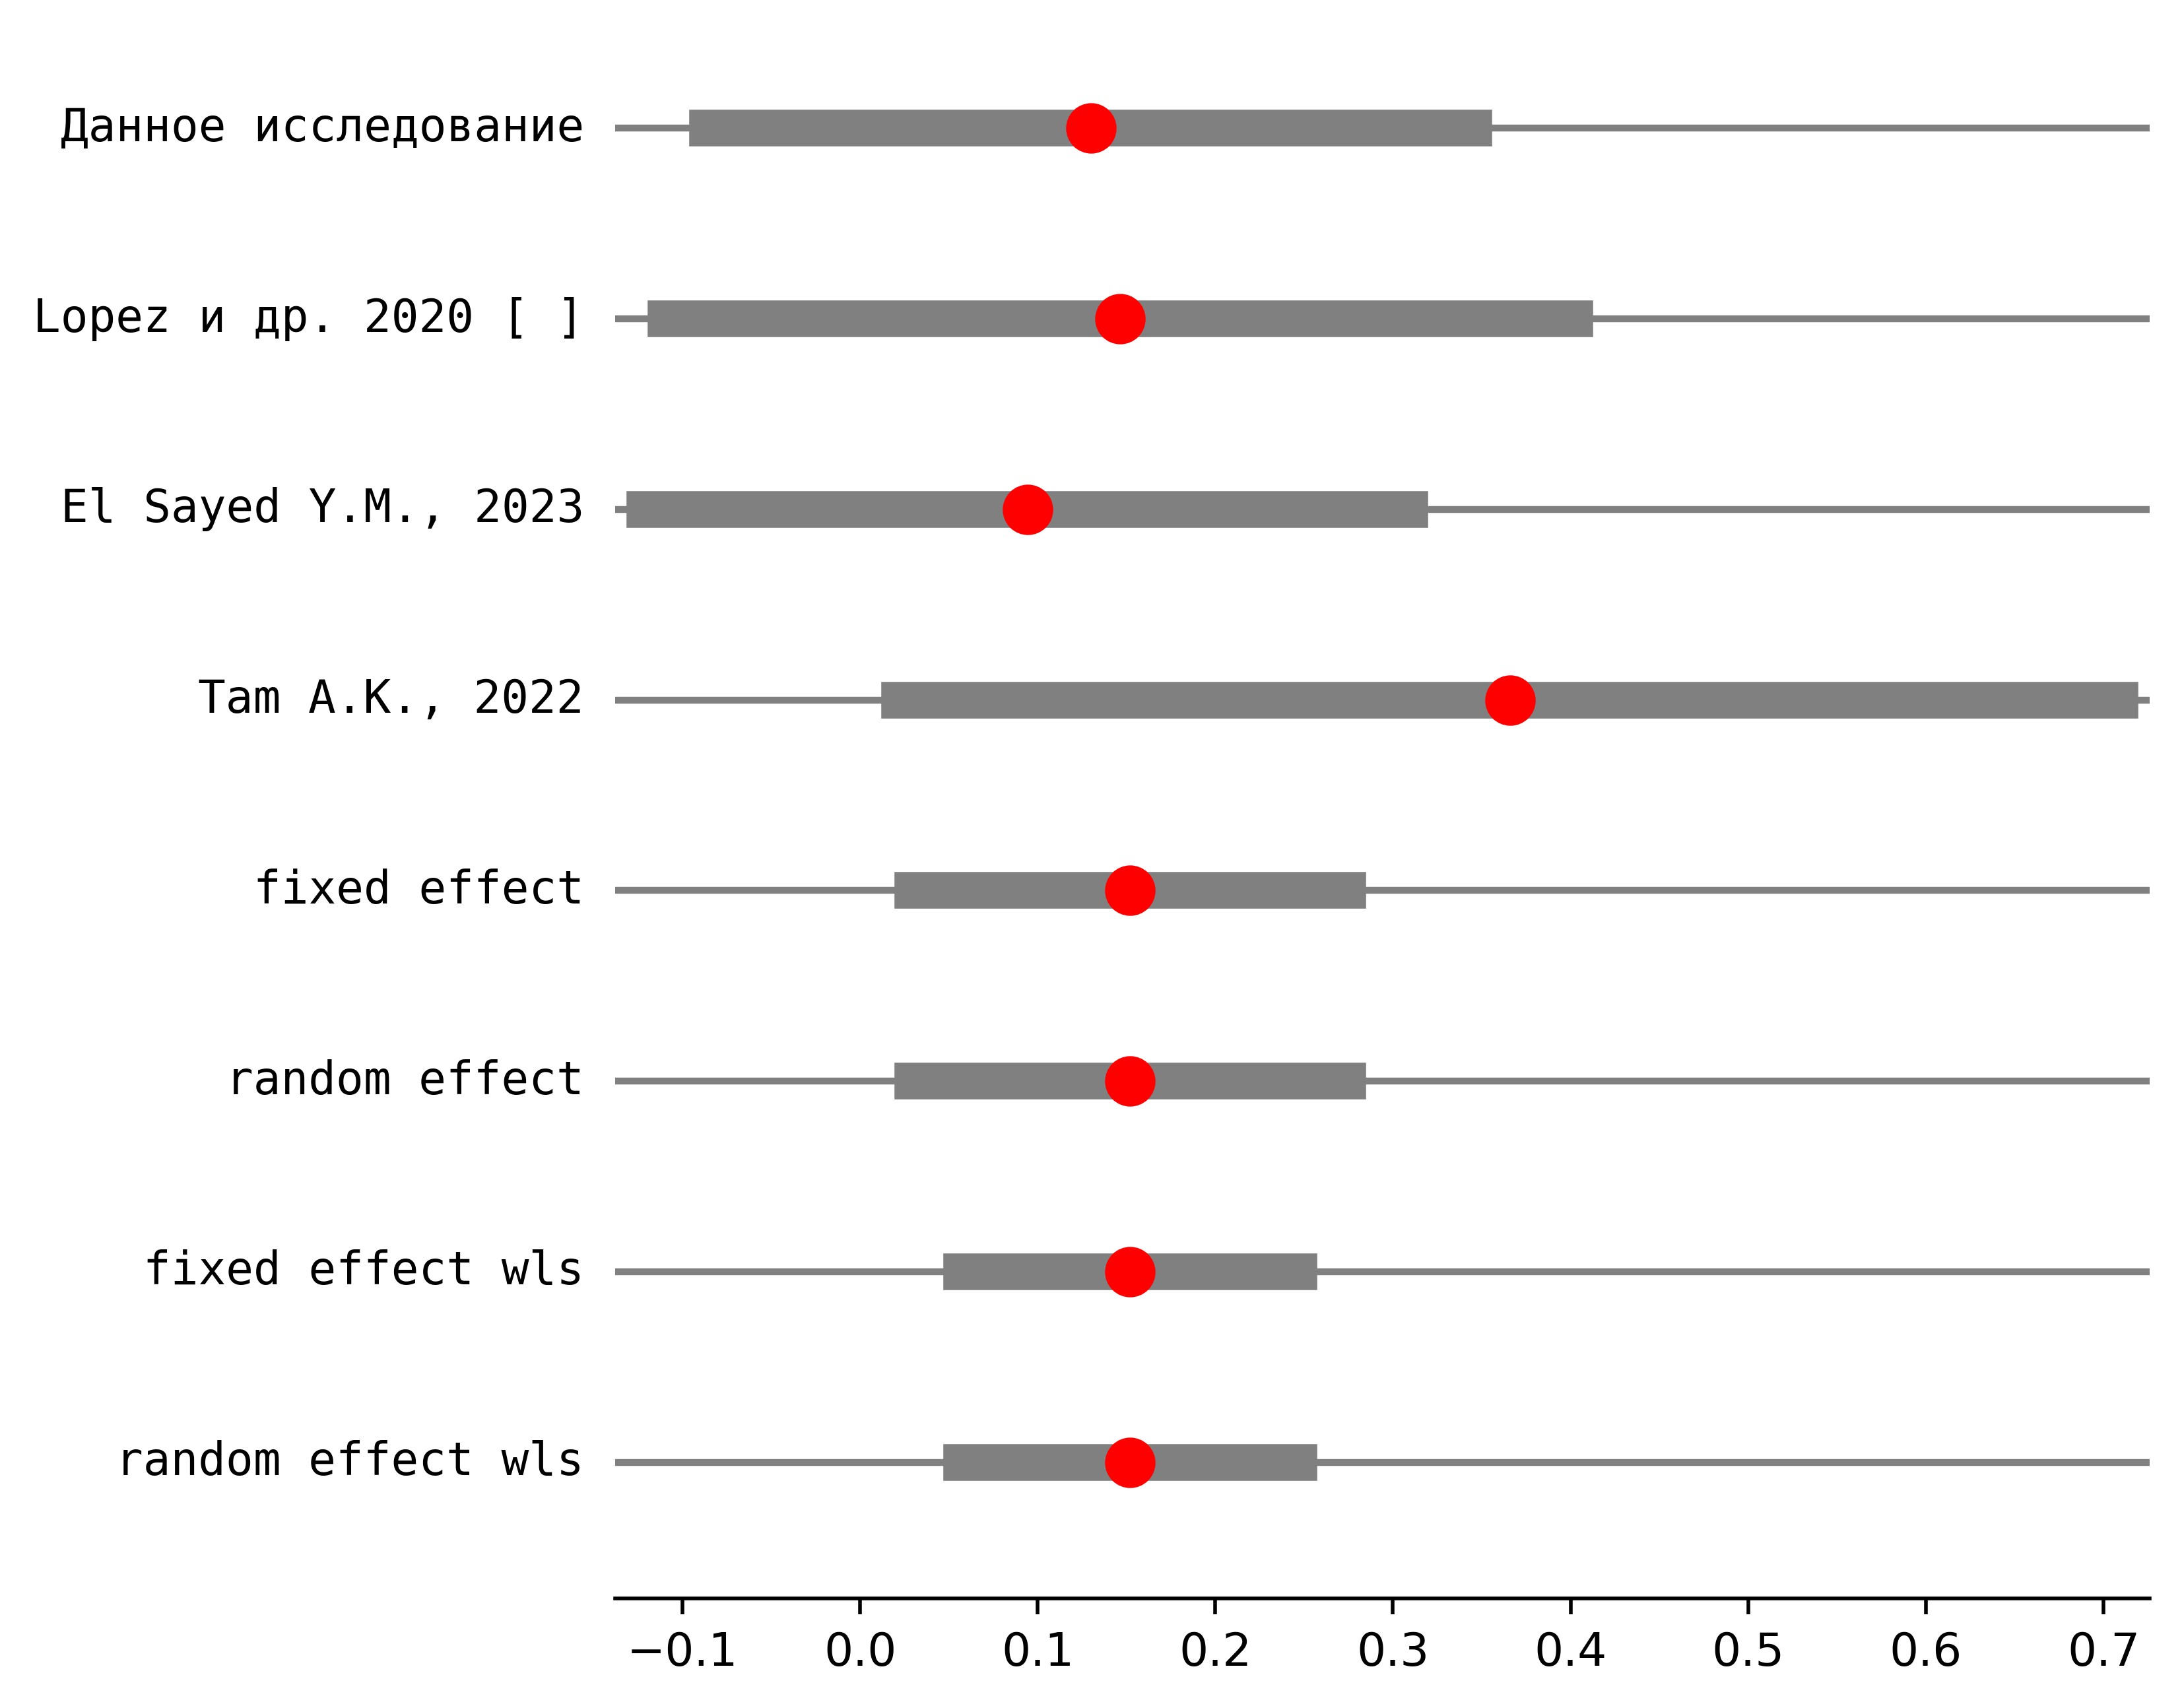 Данное исследование
Lopez и др. 2020 [ ]
El Sayed Y.M., 2023
Tam A.K., 2022
fixed effect
random effect
fixed effect wls
random effect wls
−0.1 0.0 0.1 0.2 0.3 0.4 0.5 0.6 0.7